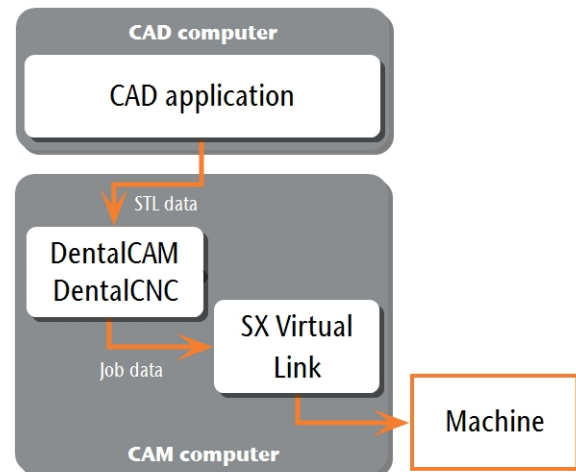 CAD computer
CAD application
STL data
DentalCAM
DentalCNC
SX Virtual
Link
Job data
Machine
CAM computer